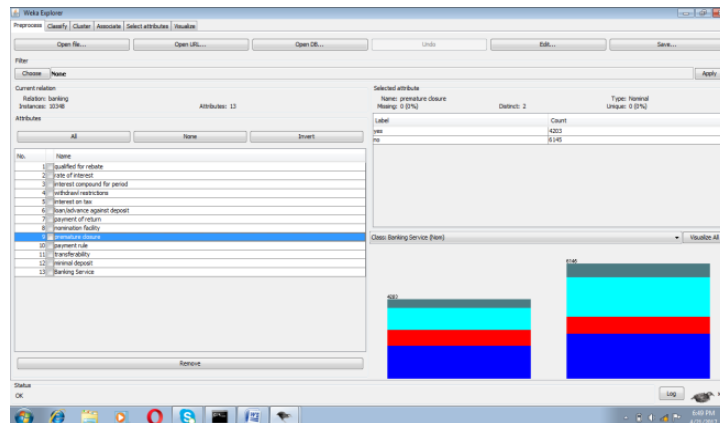 Weka Explorer
Preprocess Classify Cluster Associate Select attributes Visualize
Open file... Open URL... Open DB... Undo Edit... Save...
Filter
Choose None Apply
Current relation
Relation: banking
Instances: 10348 Attributes: 13
Selected attribute
Name: premature closure Type: Nominal
Missing: 0 (0%) Distinct: 2 Unique: 0 (0%)
Attributes
All None Invert
No. Name
1 qualified for rebate
2 rate of interest
3 interest compound for period
4 withdrawl restrictions
5 interest on tax
6 loan/advance against deposit
7 payment of return
8 nomination facility
9 premature closure
10 payment rule
11 transferability
12 minimal deposit
13 Banking Service
Remove
Label Count
yes 4203
no 6145
Class: Banking Service (Nom) Visualize All
4203
6145
Status
OK
Log
x
6:49 PM